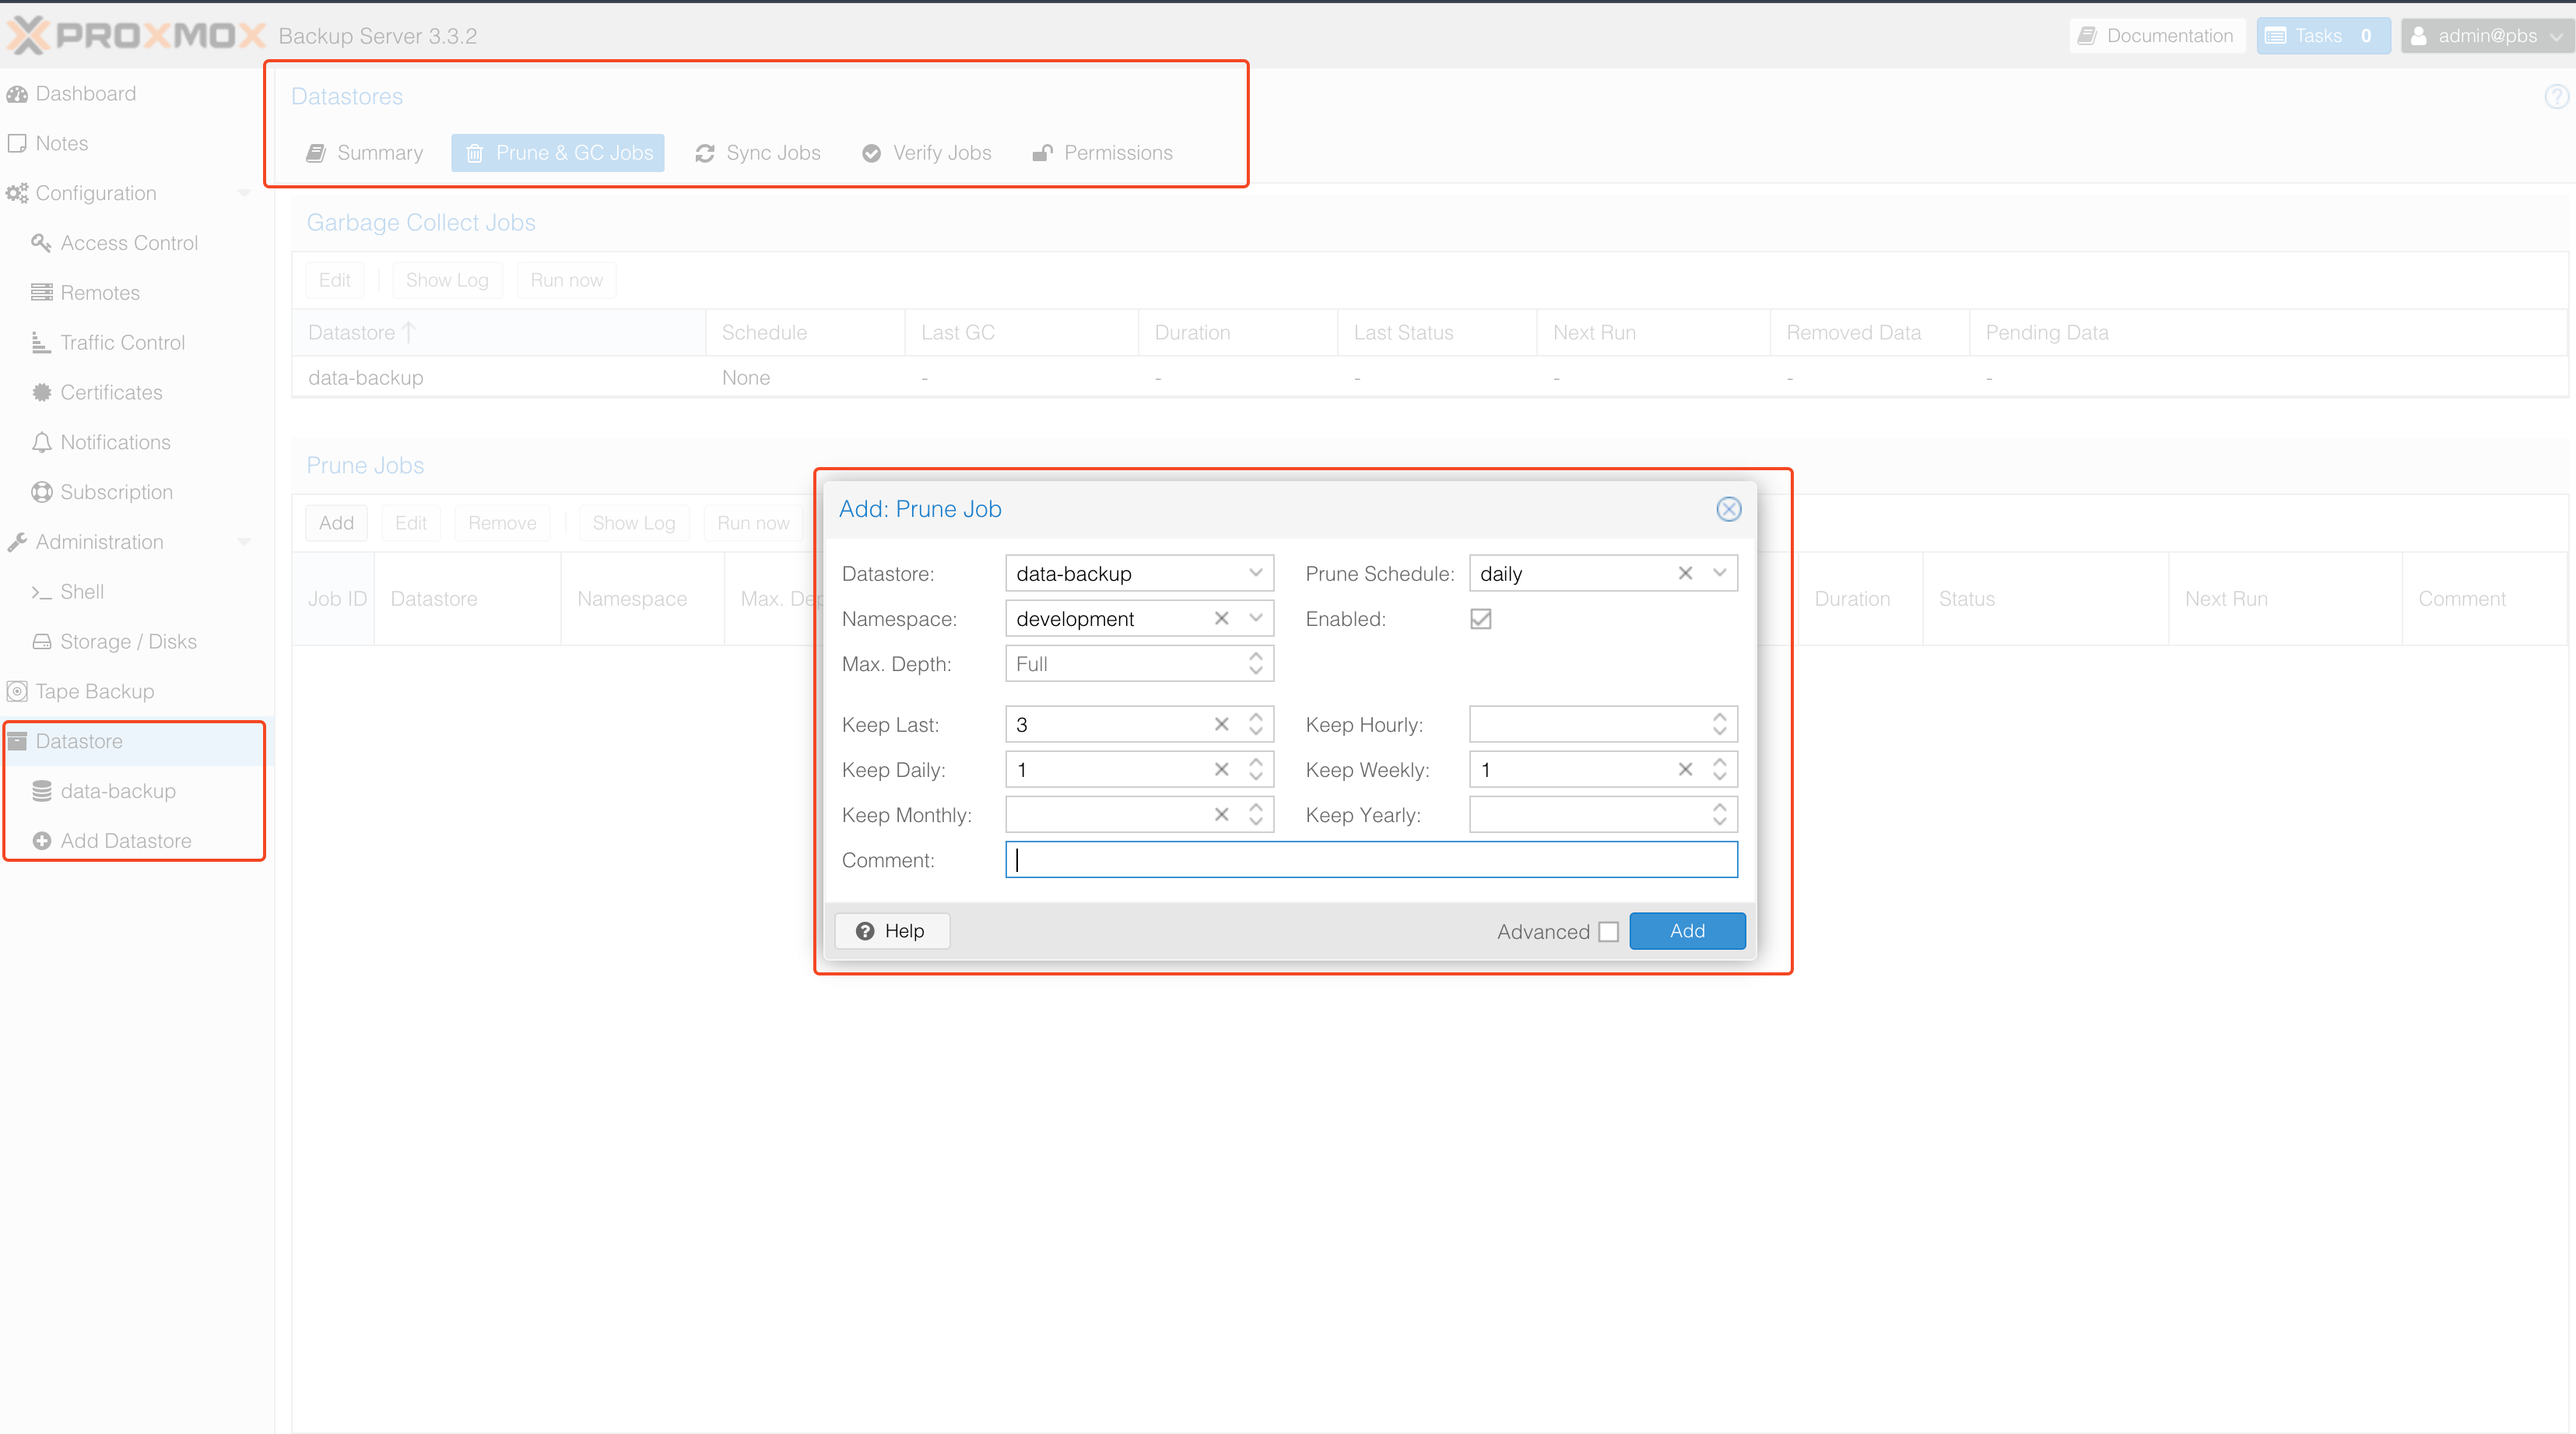 PROXMOX Backup Server 3.3.2
Documentation
Tasks 0
admin@pbs
Dashboard
Notes
Configuration
Access Control
Remotes
Traffic Control
Certificates
Notifications
Subscription
Administration
Shell
Storage / Disks
Tape Backup
Datastore
data-backup
Add Datastore
Datastores
Summary Prune & GC Jobs Sync Jobs Verify Jobs Permissions
Garbage Collect Jobs
Edit Show Log Run now
Datastore Schedule Last GC Duration Last Status Next Run Removed Data Pending Data
data-backup None - - - - - -
Prune Jobs
Add Edit Remove Show Log Run now
Job ID Datastore Namespace Max. Dep Duration Status Next Run Comment
Add: Prune Job
Datastore: data-backup Prune Schedule: daily
Namespace: development Enabled:
Max. Depth: Full
Keep Last: 3 Keep Hourly:
Keep Daily: 1 Keep Weekly: 1
Keep Monthly: Keep Yearly:
Comment:
Help Advanced Add